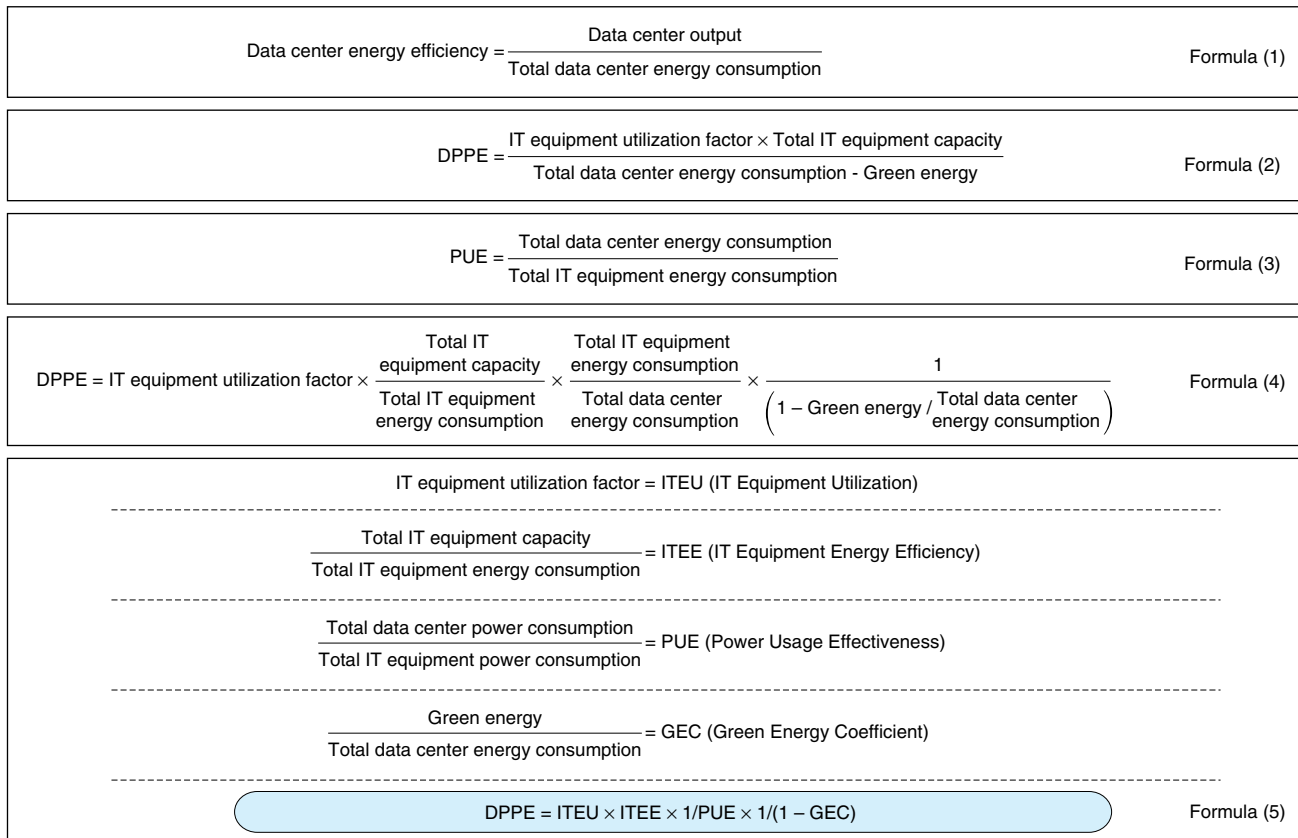 Data center output
Data center energy efficiency =
Total data center energy consumption
Formula (1)
IT equipment utilization factor × Total IT equipment capacity
DPPE =
Total data center energy consumption - Green energy
Formula (2)
Total data center energy consumption
PUE =
Total IT equipment energy consumption
Formula (3)
Total IT
equipment capacity
Total IT equipment
energy consumption
1
DPPE = IT equipment utilization factor × × ×
Total IT equipment
energy consumption
Total data center
energy consumption
(1 – Green energy / Total data center
energy consumption)
Formula (4)
IT equipment utilization factor = ITEU (IT Equipment Utilization)
Total IT equipment capacity
= ITEE (IT Equipment Energy Efficiency)
Total IT equipment energy consumption
Total data center power consumption
= PUE (Power Usage Effectiveness)
Total IT equipment power consumption
Green energy
= GEC (Green Energy Coefficient)
Total data center energy consumption
DPPE = ITEU × ITEE × 1/PUE × 1/(1 – GEC)
Formula (5)